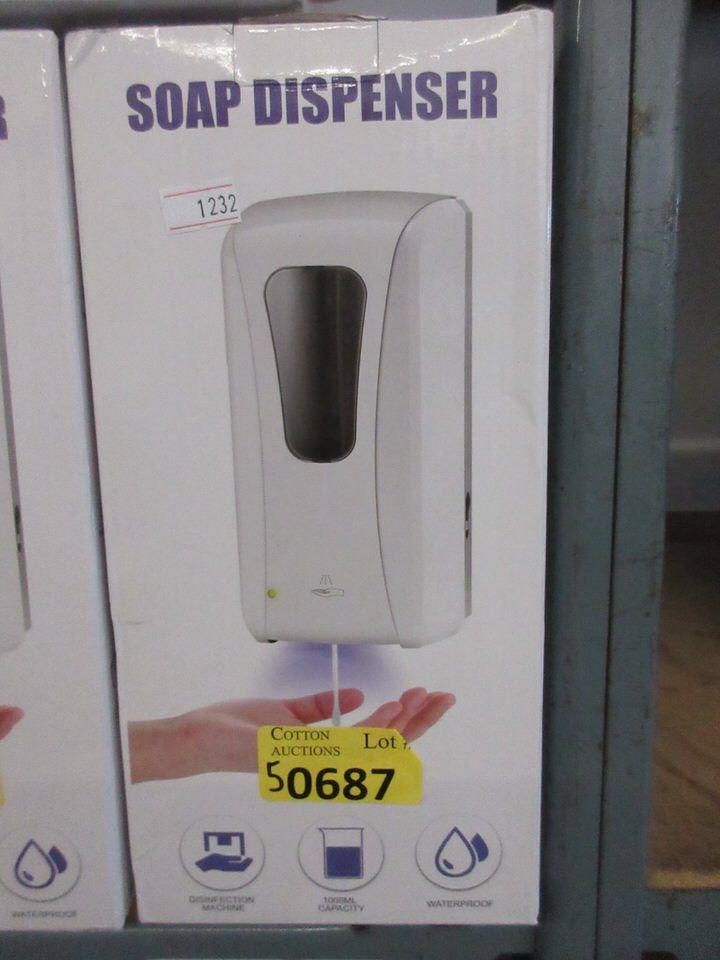 SOAP DISPENSER
R
1232
COTTON
AUCTIONS
Lot
50687
DISINFECTION
MACHINE
1000ML
CAPACITY
WATERPROOF
WATERPROOF